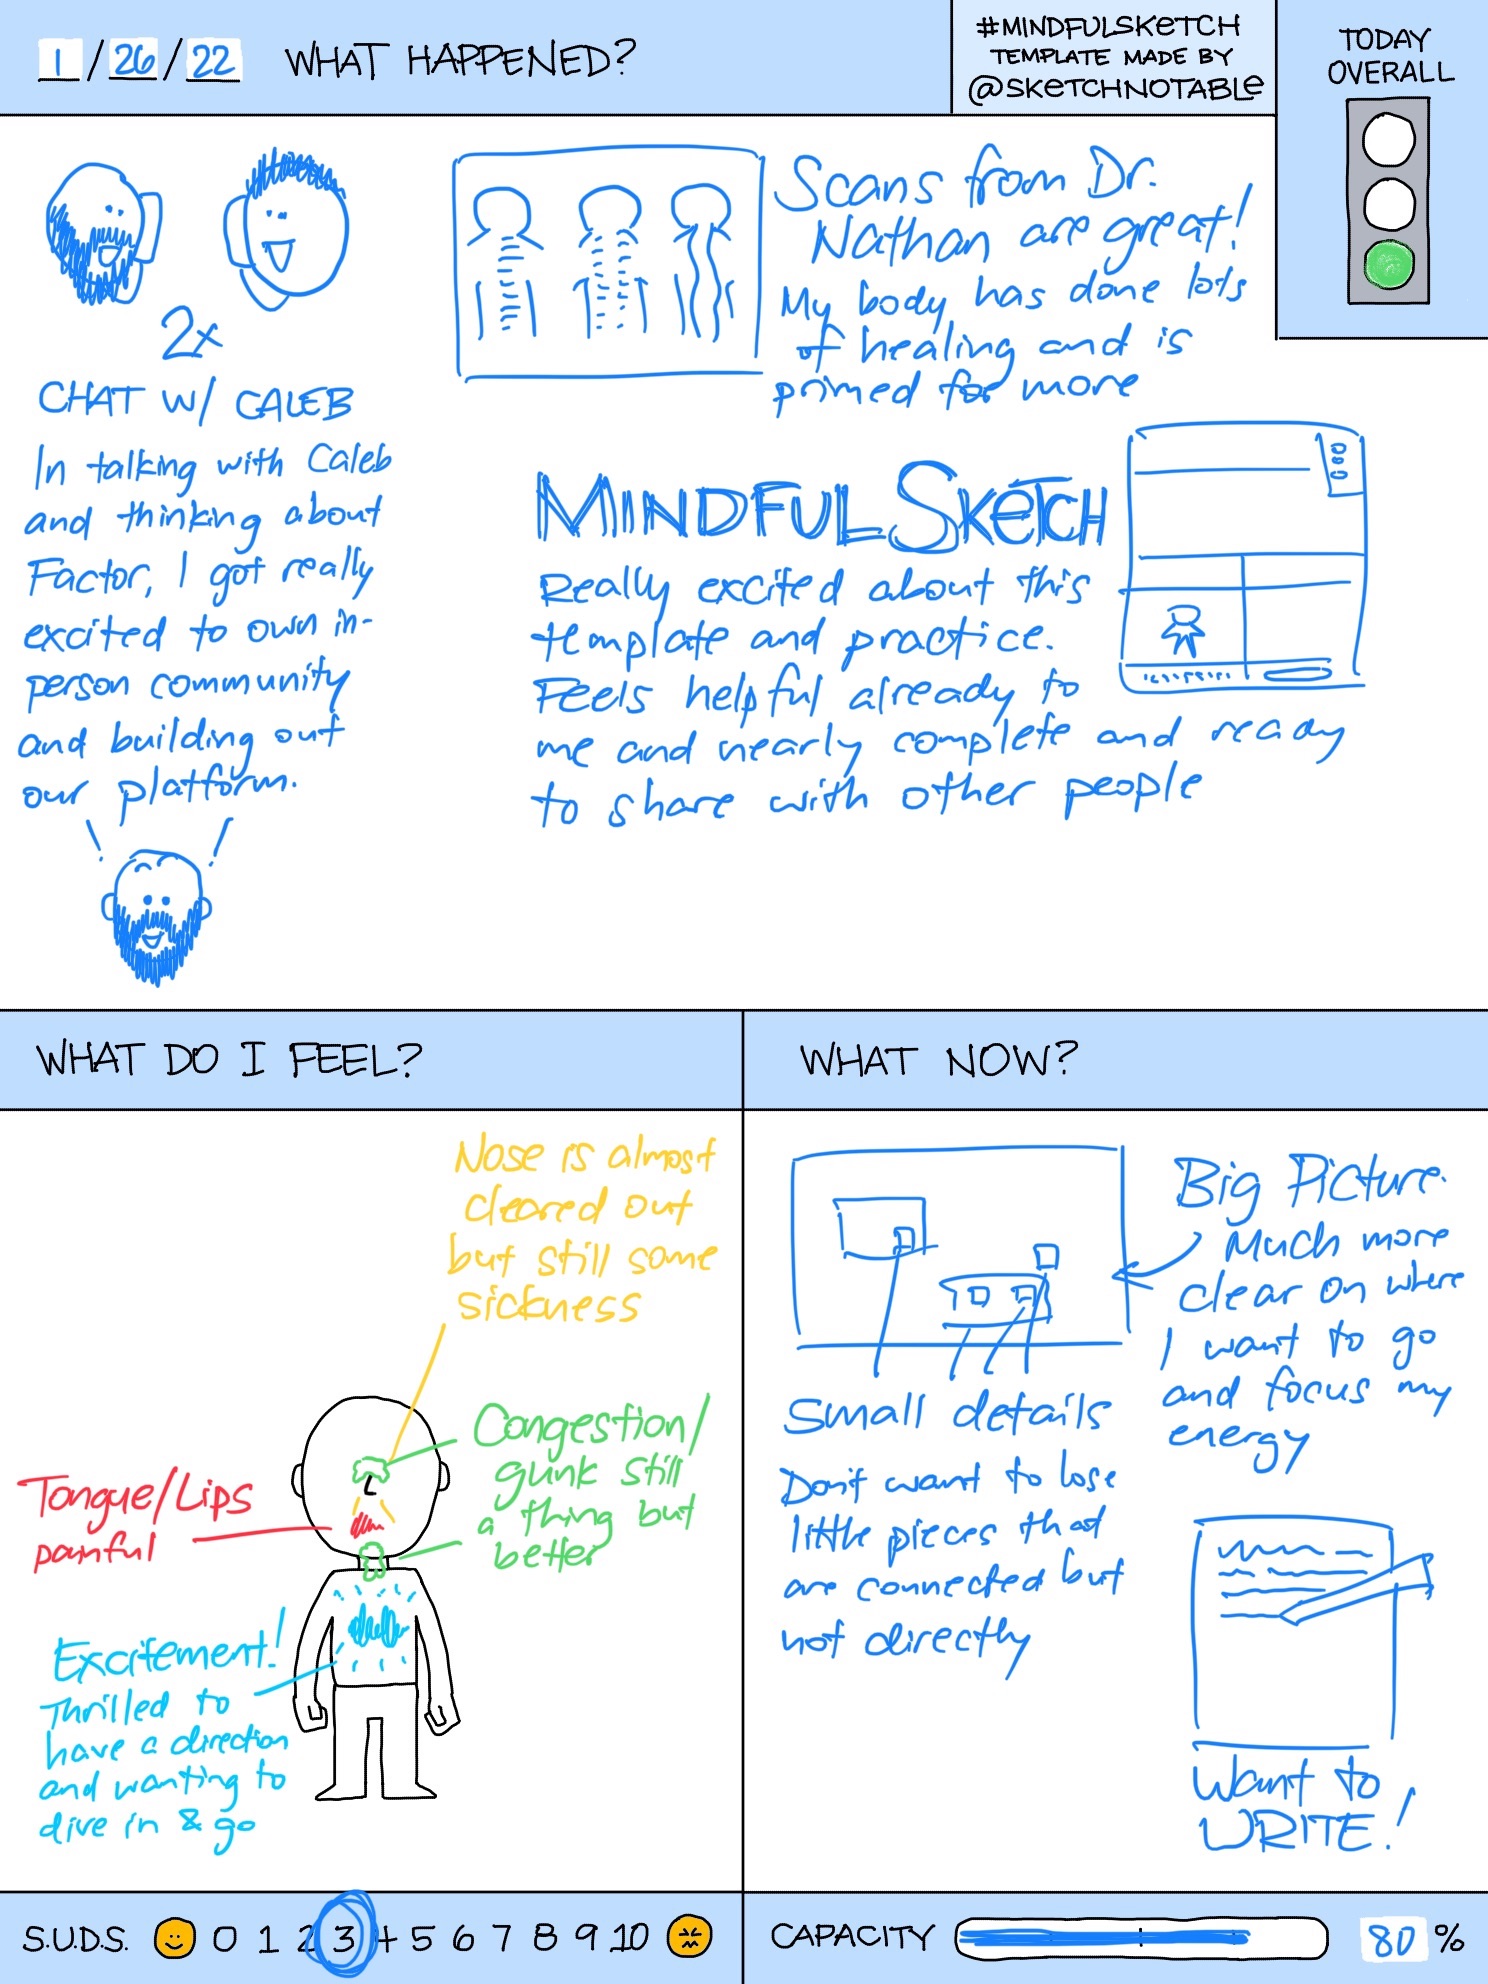 1/26/22 WHAT HAPPENED?
#MINDFULSKETCH
TEMPLATE MADE BY
@SKETCHNOTABLE
TODAY
OVERALL
2x
CHAT W/ CALEB
In talking with Caleb
and thinking about
Factor, I got really
excited to own in-
person community
and building out
our platform.
Scans from Dr.
Nathan are great!
My body has done lots
of healing and is
primed for more
MINDFUL SKETCH
Really excited about this
template and practice.
Feels helpful already to
me and nearly complete and ready
to share with other people
WHAT DO I FEEL?
Nose is almost
cleared out
but still some
sickness
Congestion/
gunk still
a thing but
better
Tongue/Lips
painful
Excitement!
Thrilled to
have a direction
and wanting to
dive in & go
S.U.D.S. 0 1 2 3 4 5 6 7 8 9 10
WHAT NOW?
Big Picture.
Much more
clear on where
I want to go
and focus my
energy
Small details
Don't want to lose
little pieces that
are connected but
not directly
Want to
WRITE!
CAPACITY 80%